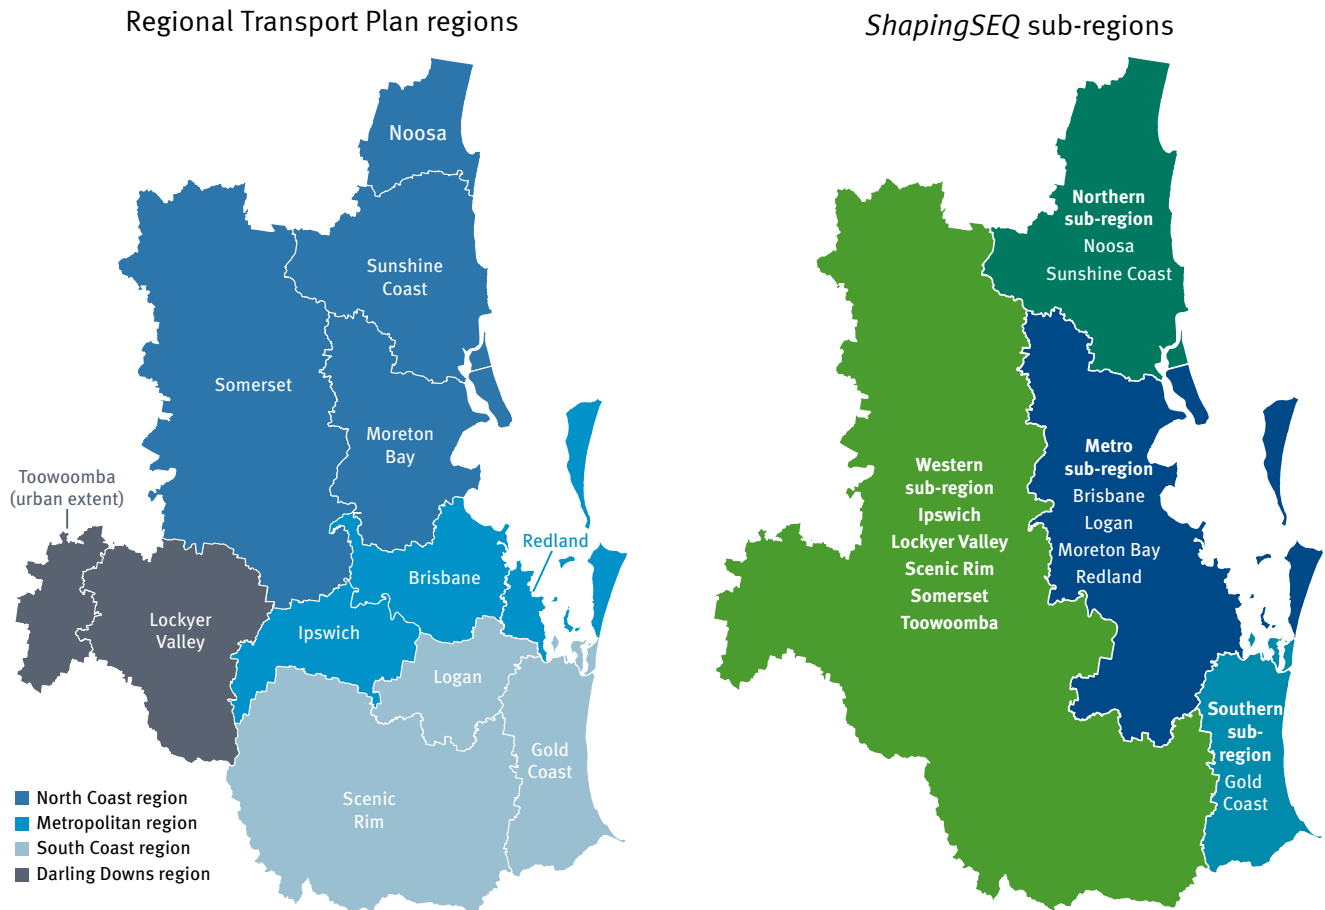 Regional Transport Plan regions
Noosa
Sunshine
Coast
Somerset
Moreton
Bay
Toowoomba
(urban extent)
Redland
Brisbane
Lockyer
Valley
Ipswich
Logan
Gold
Coast
Scenic
Rim
North Coast region
Metropolitan region
South Coast region
Darling Downs region
ShapingSEQ sub-regions
Northern
sub-region
Noosa
Sunshine Coast
Western
sub-region
Ipswich
Lockyer Valley
Scenic Rim
Somerset
Toowoomba
Metro
sub-region
Brisbane
Logan
Moreton Bay
Redland
Southern
sub-
region
Gold
Coast